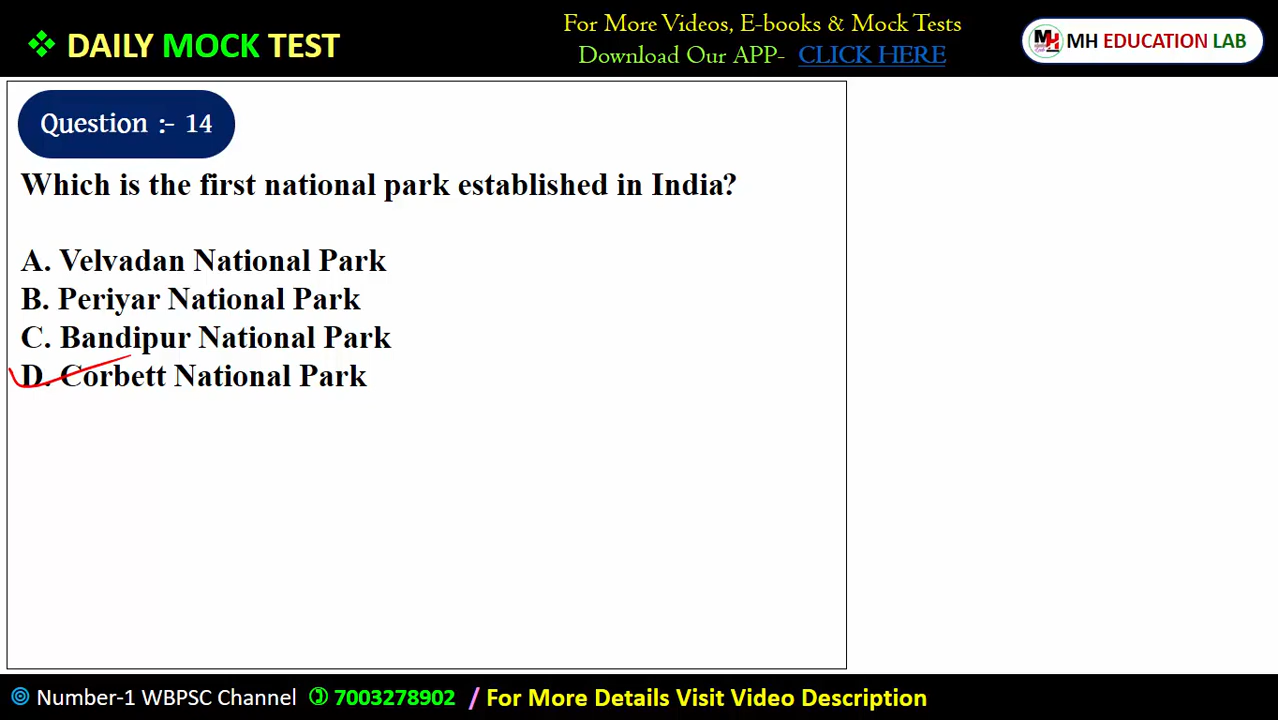 ❖ DAILY MOCK TEST
For More Videos, E-books & Mock Tests
Download Our APP- CLICK HERE
MH EDUCATION LAB
Question :- 14
Which is the first national park established in India?
A. Velvadan National Park
B. Periyar National Park
C. Bandipur National Park
D. Corbett National Park
Number-1 WBPSC Channel 7003278902 / For More Details Visit Video Description